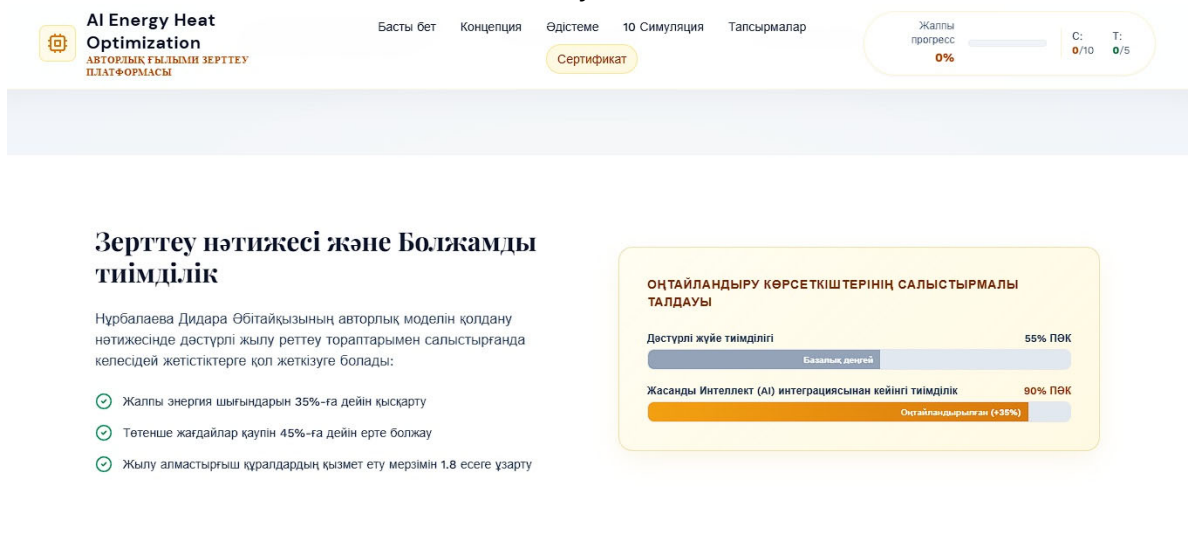 AI Energy Heat
Optimization
АВТОРЛЫҚ ҒЫЛЫМИ ЗЕРТТЕУ
ПЛАТФОРМАСЫ
Басты бет
Концепция
Әдістеме
10 Симуляция
Тапсырмалар
Сертификат
Жалпы
прогресс
0%
С:
0/10
Т:
0/5
Зерттеу нәтижесі және Болжамды
тиімділік
Нұрбалаева Дидара Әбітайқызының авторлық моделін қолдану
нәтижесінде дәстүрлі жылу реттеу тораптарымен салыстырғанда
келесідей жетістіктерге қол жеткізуге болады:
Жалпы энергия шығындарын 35%-ға дейін қысқарту
Төтенше жағдайлар қаупін 45%-ға дейін ерте болжау
Жылу алмастырғыш құралдардың қызмет ету мерзімін 1.8 есеге ұзарту
ОҢТАЙЛАНДЫРУ КӨРСЕТКІШТЕРІНІҢ САЛЫСТЫРМАЛЫ
ТАЛДАУЫ
Дәстүрлі жүйе тиімділігі
55% ПӘК
Базалық деңгей
Жасанды Интеллект (AI) интеграциясынан кейінгі тиімділік
90% ПӘК
Оңтайландырылған (+35%)